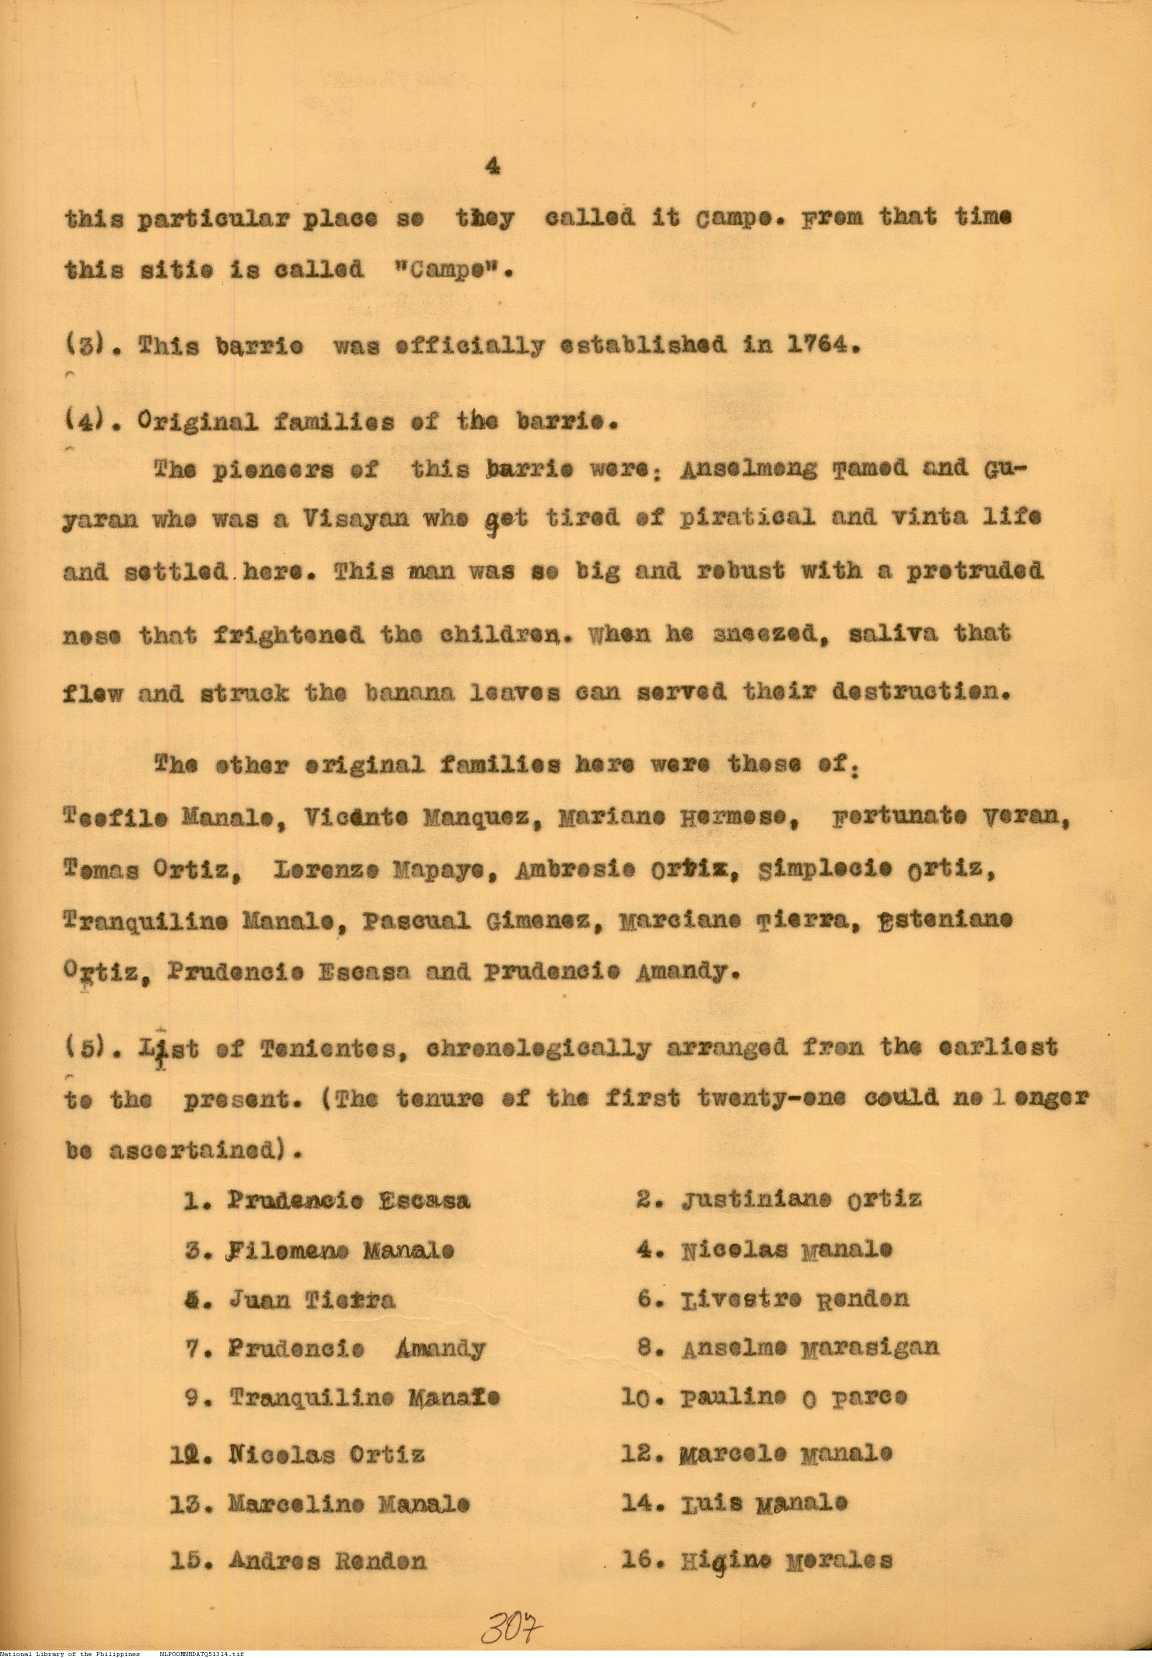 4
this particular place so they called it Campo. From that time
this sitio is called "Campo".
(3). This barrio was officially established in 1764.
(4). Original families of the barrio.
The pioneers of this barrio were: Anselmong Tamod and Gu-
yaran who was a Visayan who got tired of piratical and vinta life
and settled here. This man was so big and robust with a protruded
nose that frightened the children. When he sneezed, saliva that
flew and struck the banana leaves can served their destruction.
The other original families here were those of:
Teofilo Manalo, Vicente Manquez, Mariano Hermoso, Fortunato Voran,
Tomas Ortiz, Lorenzo Mapayo, Ambrosio Ortiz, Simplecio Ortiz,
Tranquilino Manalo, Pascual Gimenez, Marciano Tierra, Esteniano
Ortiz, Prudencio Escasa and Prudencio Amandy.
(5). List of Tenientes, chronologically arranged fron the earliest
to the present. (The tenure of the first twenty-one could no longer
be ascertained).
1. Prudencio Escasa 2. Justiniano Ortiz
3. Filomeno Manalo 4. Nicolas Manalo
5. Juan Tierra 6. Livestro Rondon
7. Prudencio Amandy 8. Anselmo Marasigan
9. Tranquilino Manalo 10. Paulino O Parco
11. Nicolas Ortiz 12. Marcelo Manalo
13. Marcelino Manalo 14. Luis Manalo
15. Andres Rendon 16. Higino Morales
307
National Library of the Philippines